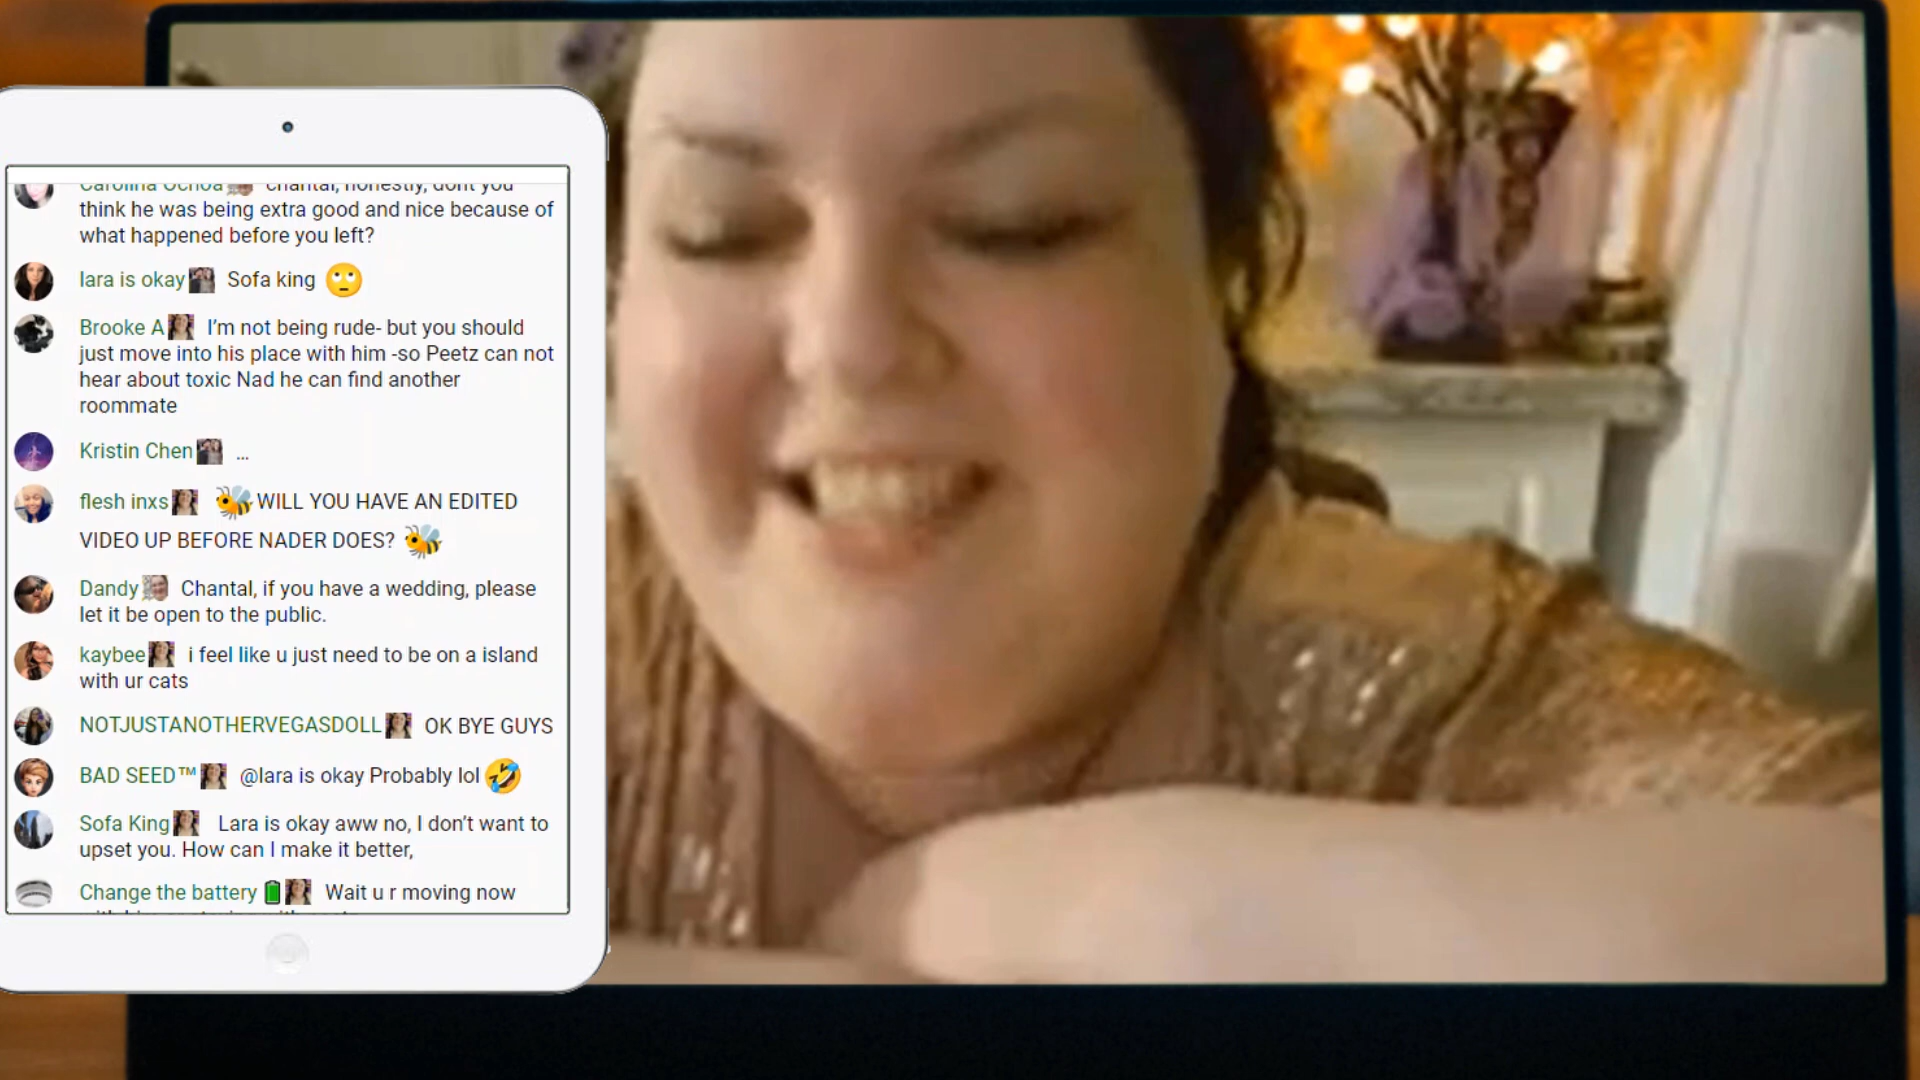 Carolina Ochoa chantal, honestly, dont you
think he was being extra good and nice because of
what happened before you left?
lara is okay Sofa king 🙄
Brooke A I’m not being rude- but you should
just move into his place with him -so Peetz can not
hear about toxic Nad he can find another
roommate
Kristin Chen ...
flesh inxs 🐝WILL YOU HAVE AN EDITED
VIDEO UP BEFORE NADER DOES? 🐝
Dandy Chantal, if you have a wedding, please
let it be open to the public.
kaybee i feel like u just need to be on a island
with ur cats
NOTJUSTANOTHERVEGASDOLL OK BYE GUYS
BAD SEED™ @lara is okay Probably lol🤣
Sofa King Lara is okay aww no, I don’t want to
upset you. How can I make it better,
Change the battery 🔋 Wait u r moving now